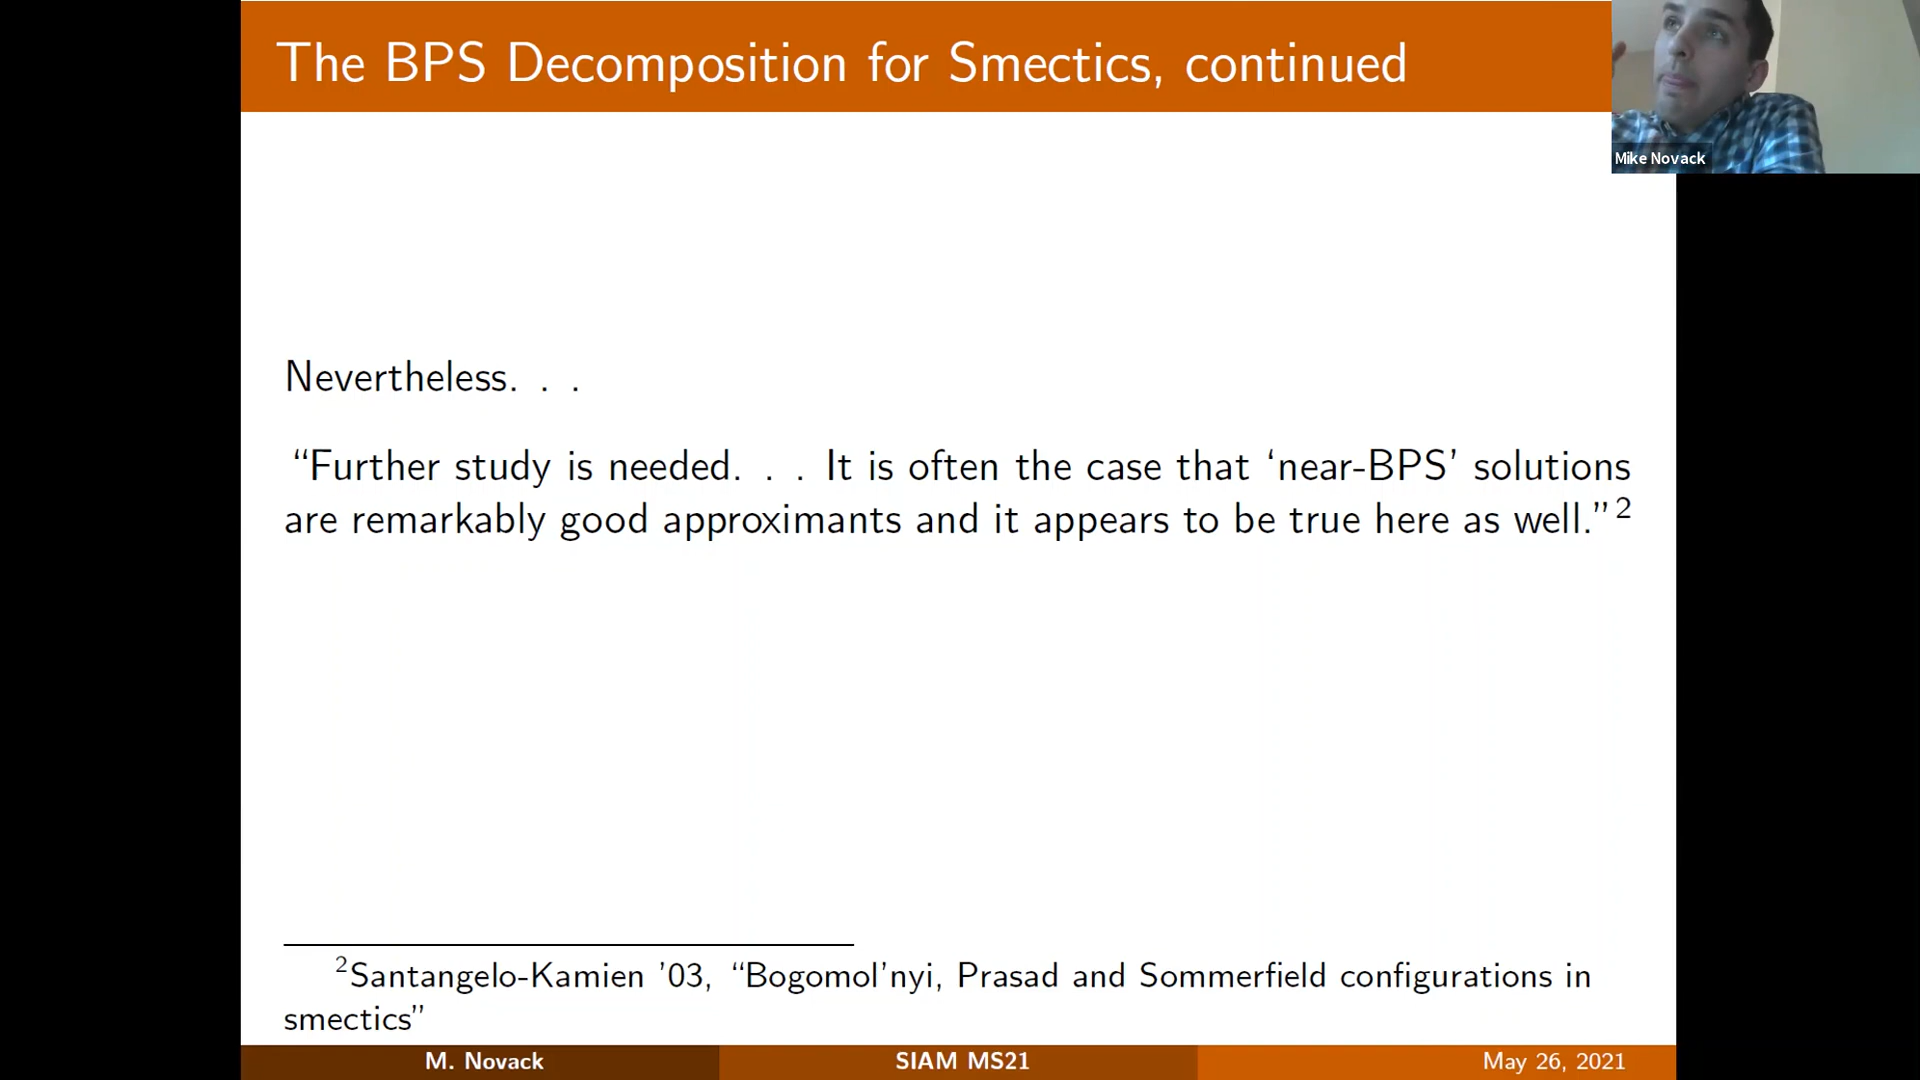 The BPS Decomposition for Smectics, continued
Mike Novack
Nevertheless. . .
“Further study is needed. . . It is often the case that ‘near-BPS’ solutions
are remarkably good approximants and it appears to be true here as well.”²
²Santangelo-Kamien ’03, “Bogomol’nyi, Prasad and Sommerfield configurations in
smectics”
M. Novack
SIAM MS21
May 26, 2021